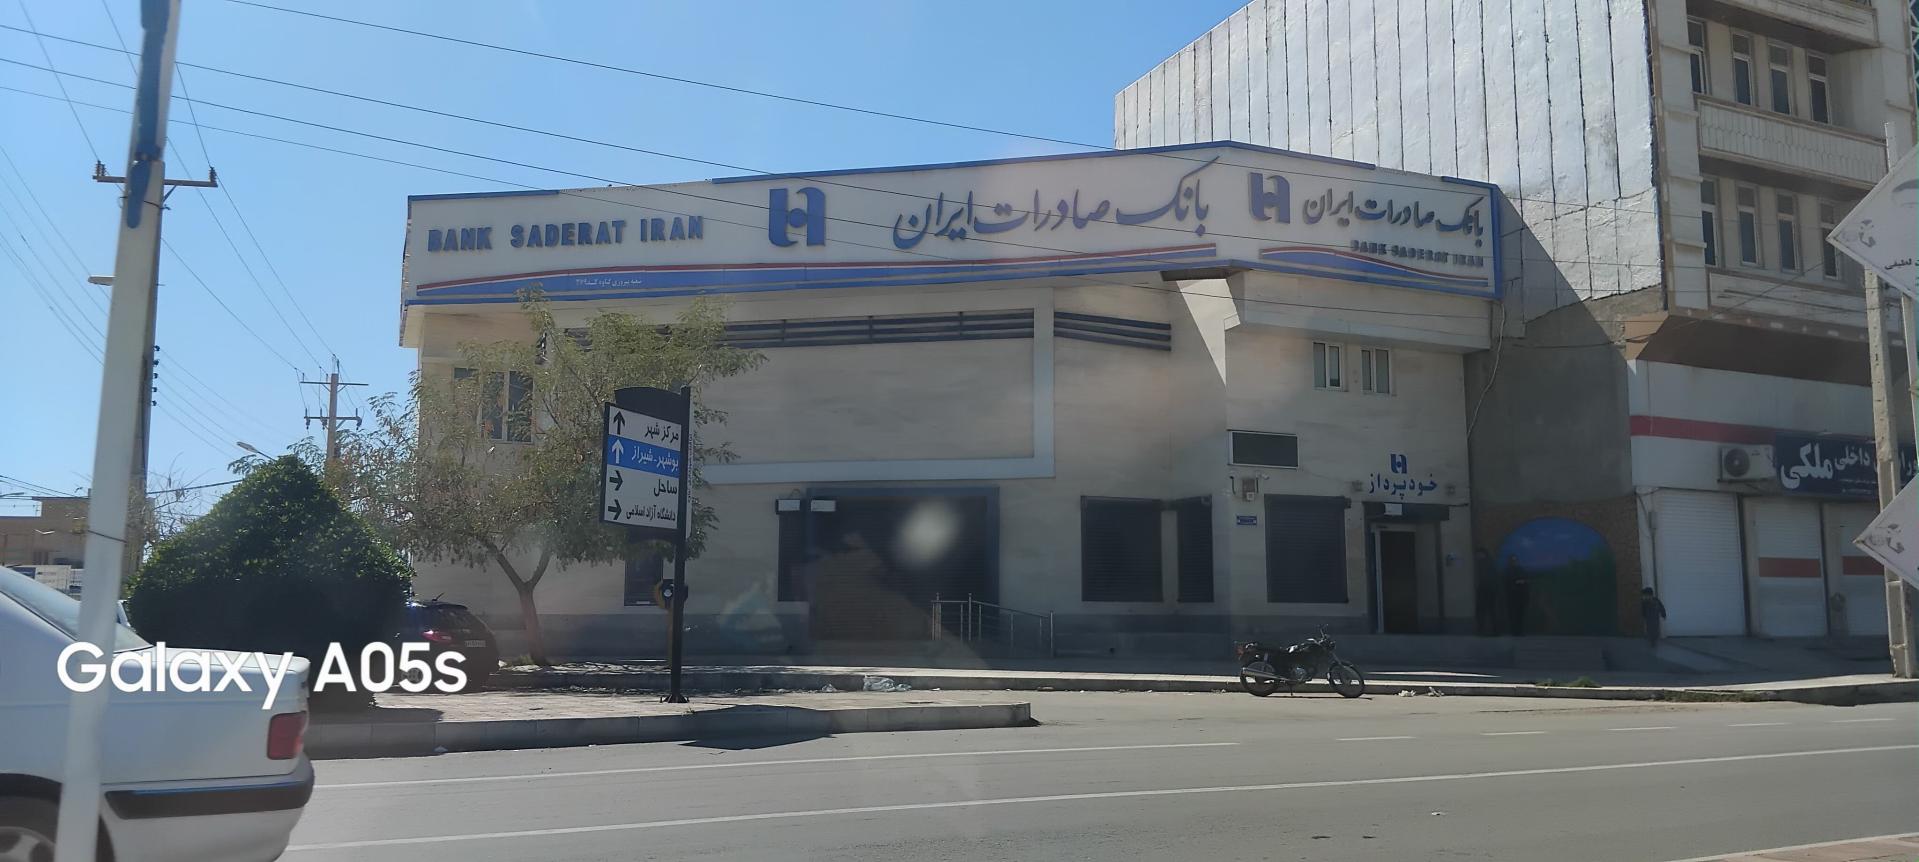 BANK SADERAT IRAN
بانک صادرات ایران
بانک صادرات ایران
BANK SADERAT IRAN
مرکز شهر
بوشهر - شیراز
ساحل
دانشگاه آزاد اسلامی
خودپرداز
داخلی ملکی
Galaxy A05s